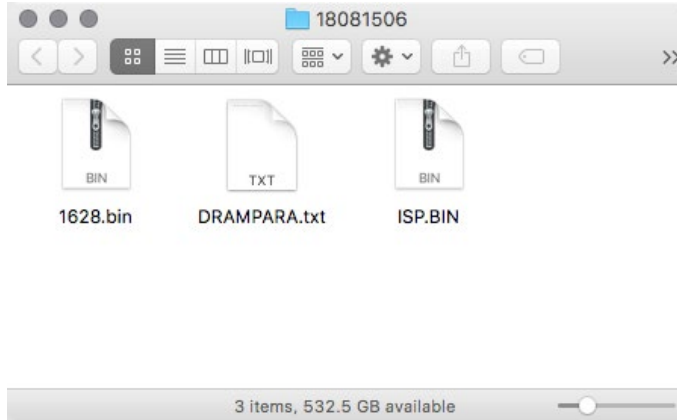 18081506
BIN
TXT
BIN
1628.bin
DRAMPARA.txt
ISP.BIN
3 items, 532.5 GB available